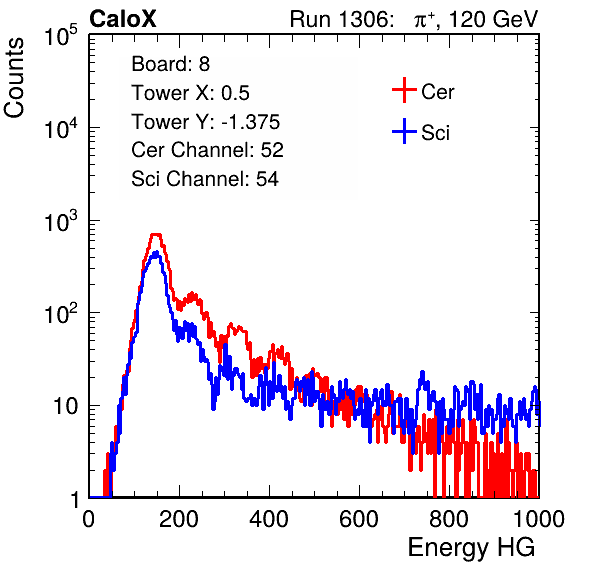 CaloX Run 1306: π⁺, 120 GeV
Counts
Board: 8
Tower X: 0.5
Tower Y: -1.375
Cer Channel: 52
Sci Channel: 54
Cer
Sci
10⁵
10⁴
10³
10²
10
1
0 200 400 600 800 1000
Energy HG